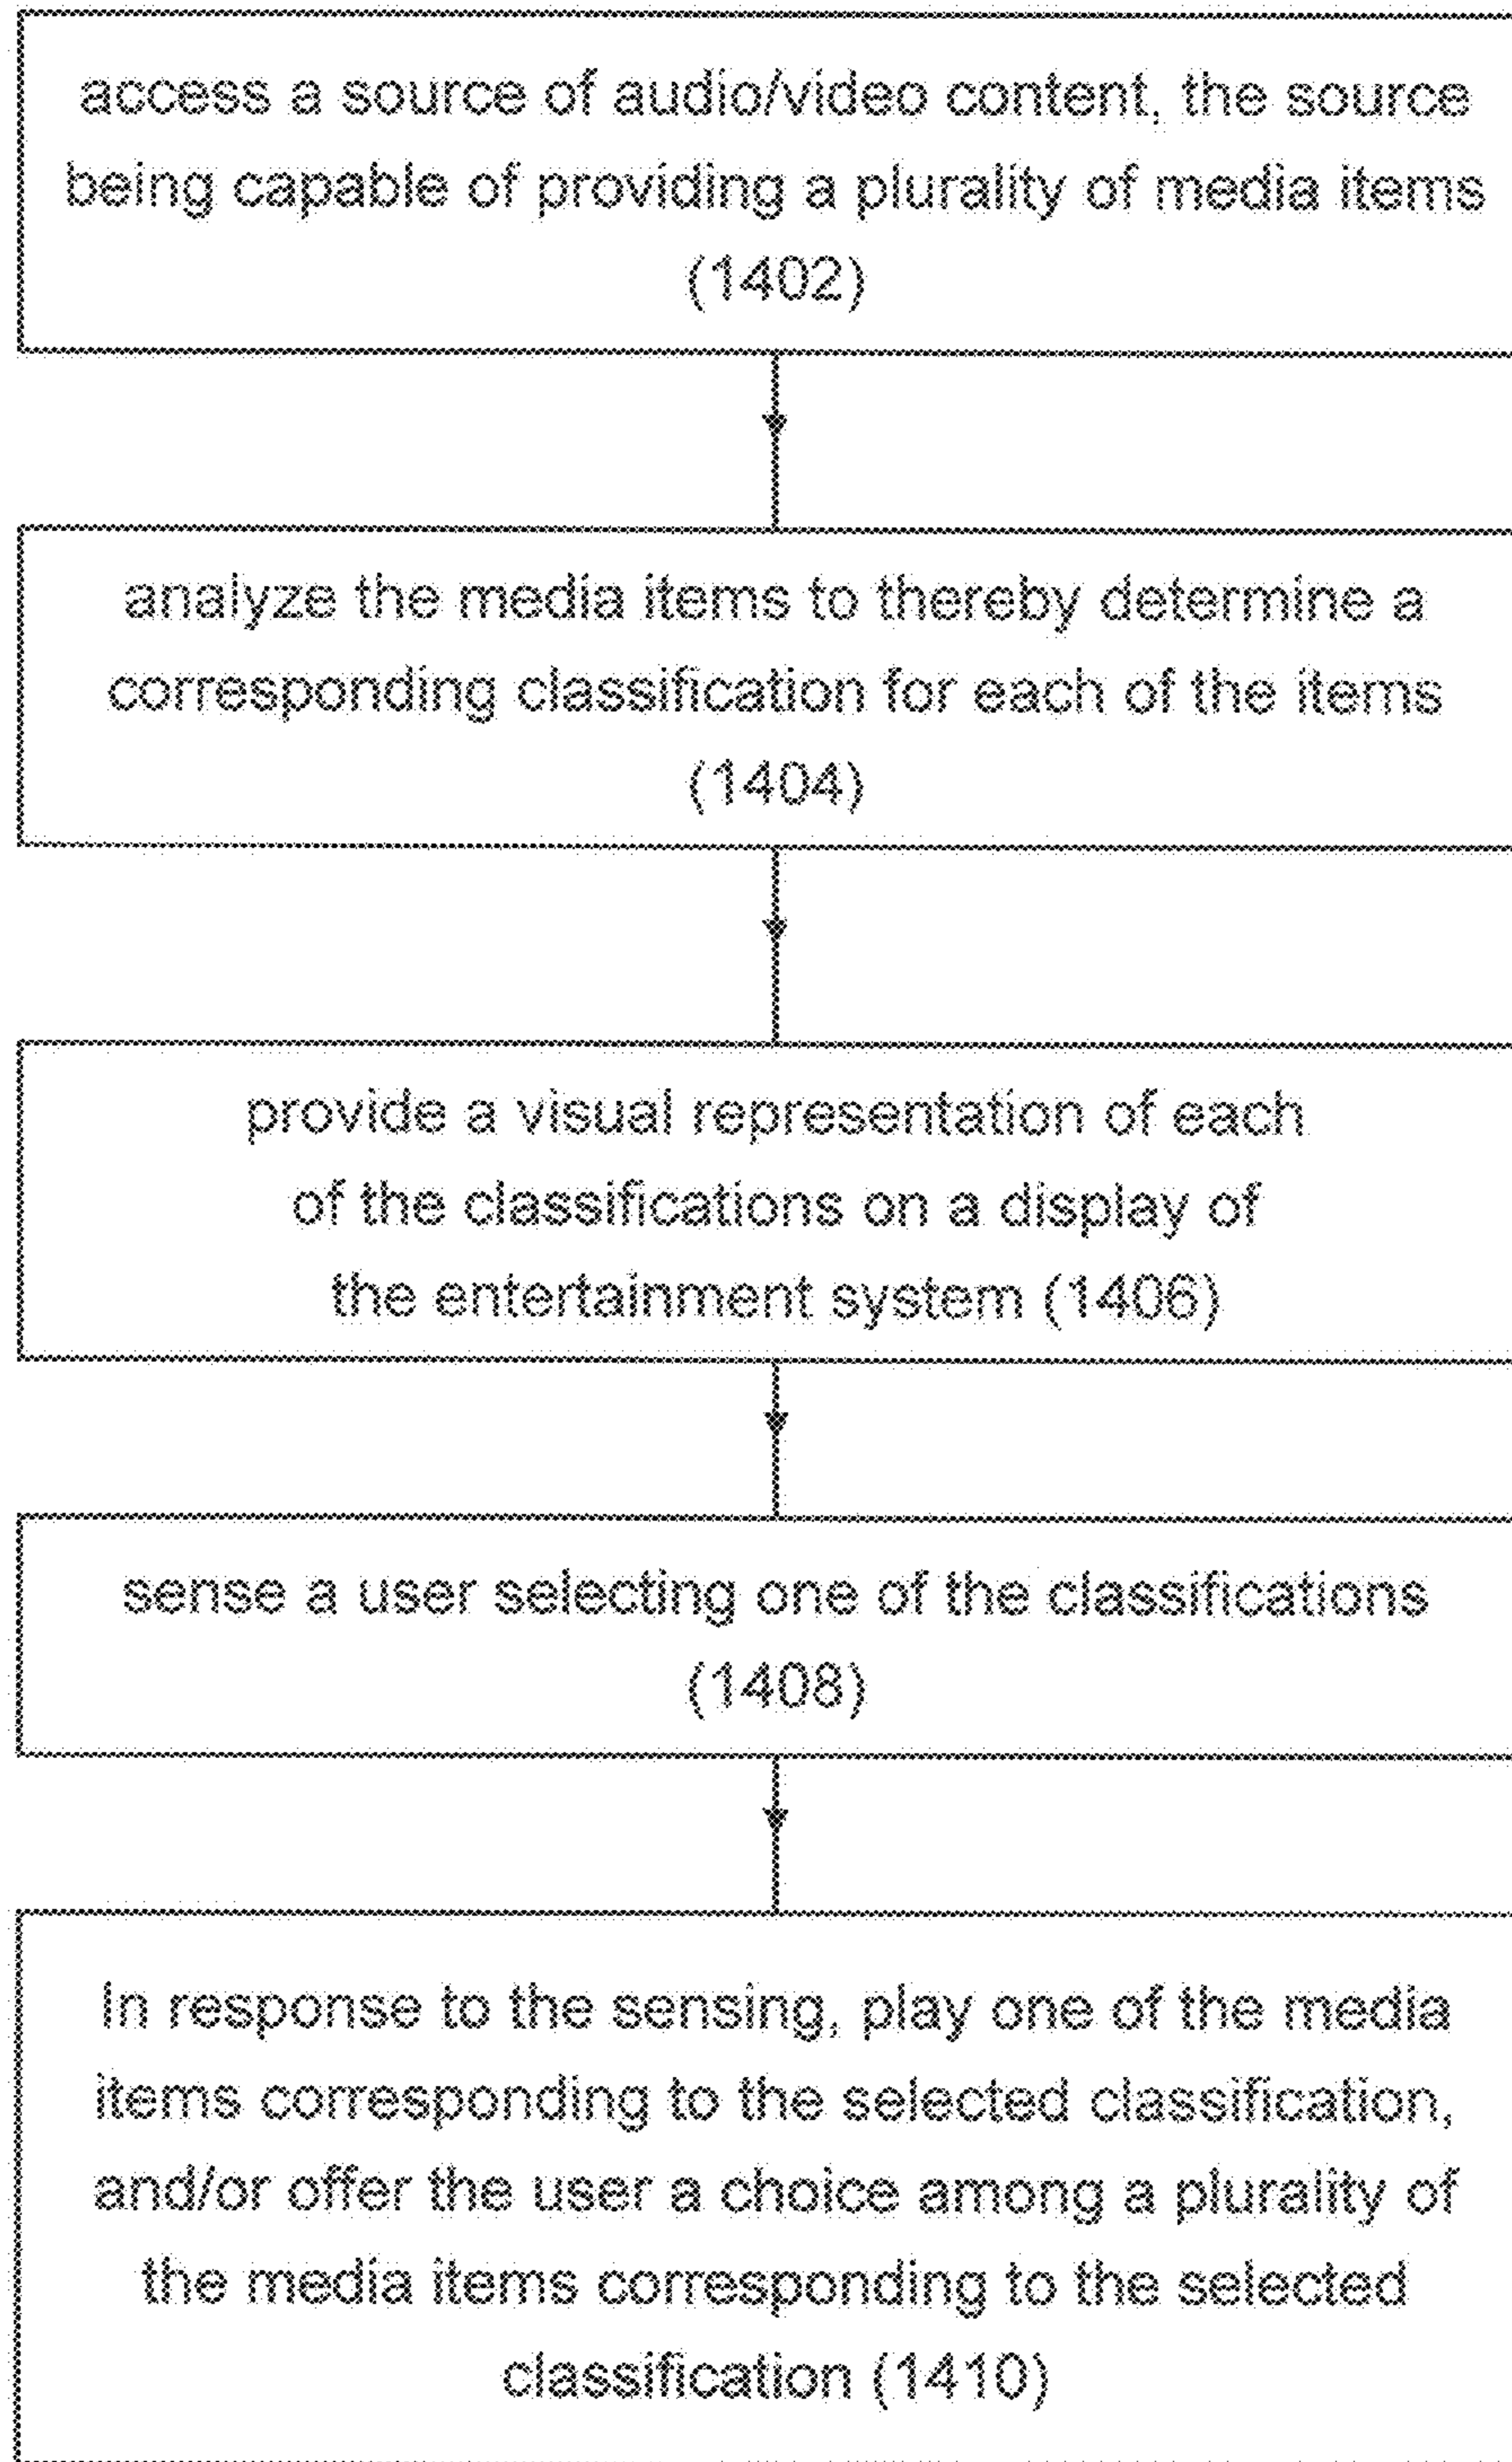 access a source of audio/video content, the source
being capable of providing a plurality of media items
(1402)
analyze the media items to thereby determine a
corresponding classification for each of the items
(1404)
provide a visual representation of each
of the classifications on a display of
the entertainment system (1406)
sense a user selecting one of the classifications
(1408)
In response to the sensing, play one of the media
items corresponding to the selected classification,
and/or offer the user a choice among a plurality of
the media items corresponding to the selected
classification (1410)